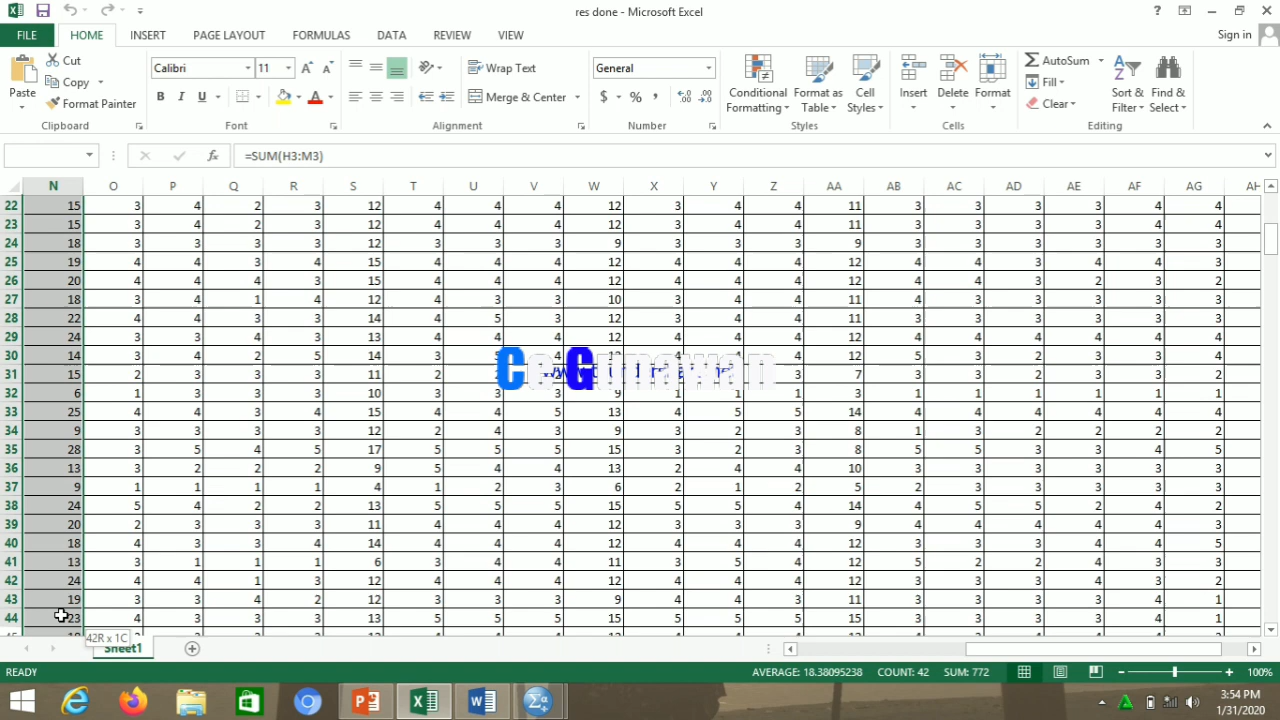 res done - Microsoft Excel
FILE HOME INSERT PAGE LAYOUT FORMULAS DATA REVIEW VIEW Sign in
Cut
Copy
Format Painter
Paste
Clipboard
Calibri 11
Font
Wrap Text
Merge & Center
Alignment
General
Number
Conditional Formatting
Format as Table
Cell Styles
Styles
Insert Delete Format
Cells
AutoSum
Fill
Clear
Sort & Filter
Find & Select
Editing
=SUM(H3:M3)
N O P Q R S T U V W X Y Z AA AB AC AD AE AF AG AH
22 15 3 4 2 3 12 4 4 4 12 3 4 4 11 3 3 3 3 4 4
23 15 3 4 2 3 12 4 4 4 12 3 4 4 11 3 3 3 3 4 4
24 18 3 3 3 3 12 3 3 3 9 3 3 3 9 3 3 3 3 3 3
25 19 4 4 3 4 15 4 4 4 12 4 4 4 12 4 4 3 4 3 4
26 20 4 4 4 3 15 4 4 4 12 4 4 4 12 4 4 3 2 3 2
27 18 3 4 1 4 12 4 3 3 10 3 4 4 11 4 3 3 3 3 3
28 22 4 4 3 3 14 4 5 3 12 3 4 4 11 3 3 3 3 3 3
29 24 3 3 4 3 13 4 4 4 12 4 4 4 12 4 4 4 4 4 4
30 14 3 4 2 5 14 3 4 4 12 5 3 2 3 3 4
31 15 2 3 3 3 11 2 3 7 3 3 2 3 3 2
32 6 1 3 3 3 10 3 3 3 9 1 1 1 3 1 1 1 1 1 1
33 25 4 4 3 4 15 4 4 5 13 4 5 5 14 4 4 4 4 4 4
34 9 3 3 3 3 12 2 4 3 9 3 2 3 8 1 3 2 2 2 2
35 28 3 5 4 5 17 5 5 5 15 3 2 3 8 5 5 3 3 4 5
36 13 3 2 2 2 9 5 4 4 13 2 4 4 10 3 3 3 3 3 3
37 9 1 1 1 1 4 1 2 3 6 2 1 2 5 2 3 3 3 3 3
38 24 5 4 2 2 13 5 5 5 15 5 5 4 14 4 5 5 2 4 2
39 20 2 3 3 3 11 4 4 4 12 3 3 3 9 4 4 4 4 4 3
40 18 4 3 3 4 14 4 4 4 12 4 4 4 12 3 3 3 4 4 5
41 13 3 1 1 1 6 3 4 4 11 3 5 4 12 5 2 2 4 3 3
42 24 4 4 1 3 12 4 4 4 12 4 4 4 12 3 3 3 4 3 2
43 19 3 3 4 2 12 3 3 3 9 4 4 3 11 3 3 3 3 4 1
44 23 4 3 3 3 13 5 5 5 15 5 5 5 15 4 3 3 3 4 1
Ce Gunawan
42R x 1C
Sheet1
READY AVERAGE: 18.38095238 COUNT: 42 SUM: 772 100%
3:54 PM
1/31/2020